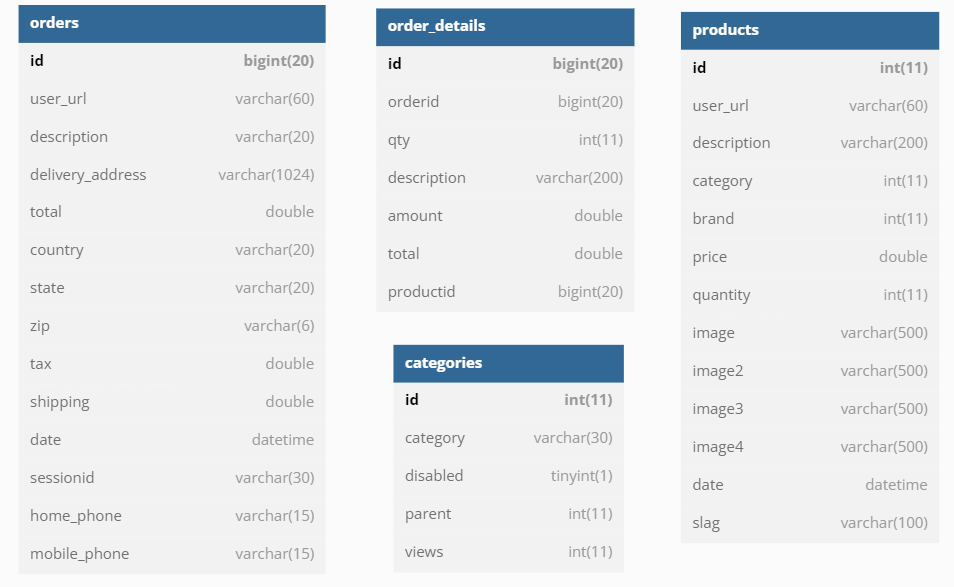 orders
id bigint(20)
user_url varchar(60)
description varchar(20)
delivery_address varchar(1024)
total double
country varchar(20)
state varchar(20)
zip varchar(6)
tax double
shipping double
date datetime
sessionid varchar(30)
home_phone varchar(15)
mobile_phone varchar(15)
order_details
id bigint(20)
orderid bigint(20)
qty int(11)
description varchar(200)
amount double
total double
productid bigint(20)
categories
id int(11)
category varchar(30)
disabled tinyint(1)
parent int(11)
views int(11)
products
id int(11)
user_url varchar(60)
description varchar(200)
category int(11)
brand int(11)
price double
quantity int(11)
image varchar(500)
image2 varchar(500)
image3 varchar(500)
image4 varchar(500)
date datetime
slag varchar(100)